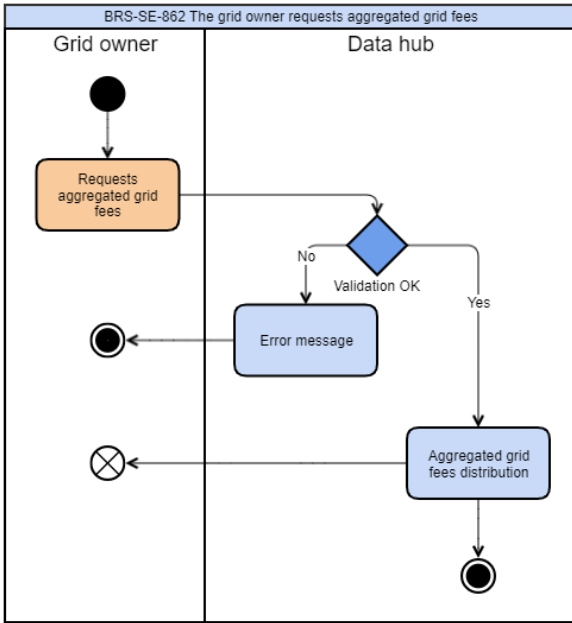 BRS-SE-862 The grid owner requests aggregated grid fees
Grid owner
Data hub
Requests
aggregated grid
fees
No
Validation OK
Yes
Error message
Aggregated grid
fees distribution